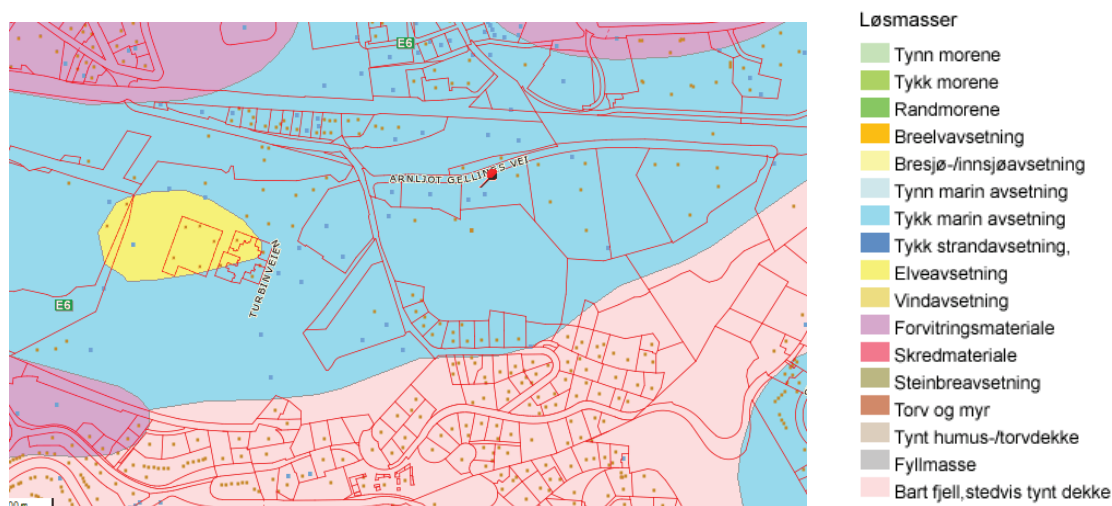 E6
ARNLJOT GELLINES VEI
TURBINVEIEN
E6
Løsmasser
Tynn morene
Tykk morene
Randmorene
Breelvavsetning
Bresjø-/innsjøavsetning
Tynn marin avsetning
Tykk marin avsetning
Tykk strandavsetning,
Elveavsetning
Vindavsetning
Forvitringsmateriale
Skredmateriale
Steinbreavsetning
Torv og myr
Tynt humus-/torvdekke
Fyllmasse
Bart fjell,stedvis tynt dekke